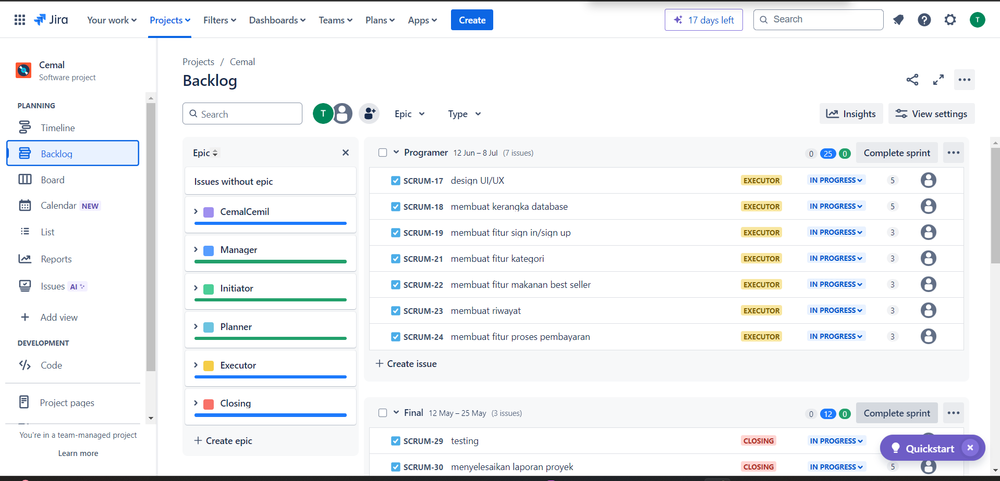 Jira Your work Projects Filters Dashboards Teams Plans Apps Create 17 days left Search T
Cemal
Software project
PLANNING
Timeline
Backlog
Board
Calendar NEW
List
Reports
Issues AI
Add view
DEVELOPMENT
Code
Project pages
You're in a team-managed project
Learn more
Projects / Cemal
Backlog
Search T Epic Type Insights View settings
Epic
Issues without epic
CemalCemil
Manager
Initiator
Planner
Executor
Closing
+ Create epic
Programer 12 Jun – 8 Jul (7 issues) 0 25 0 Complete sprint
SCRUM-17 design UI/UX EXECUTOR IN PROGRESS 5
SCRUM-18 membuat kerangka database EXECUTOR IN PROGRESS 5
SCRUM-19 membuat fitur sign in/sign up EXECUTOR IN PROGRESS 3
SCRUM-21 membuat fitur kategori EXECUTOR IN PROGRESS 3
SCRUM-22 membuat fitur makanan best seller EXECUTOR IN PROGRESS 3
SCRUM-23 membuat riwayat EXECUTOR IN PROGRESS 3
SCRUM-24 membuat fitur proses pembayaran EXECUTOR IN PROGRESS 3
+ Create issue
Final 12 May – 25 May (3 issues) 0 12 0 Complete sprint
SCRUM-29 testing CLOSING IN PROGRESS
SCRUM-30 menyelesaikan laporan proyek CLOSING IN PROGRESS 5
Quickstart